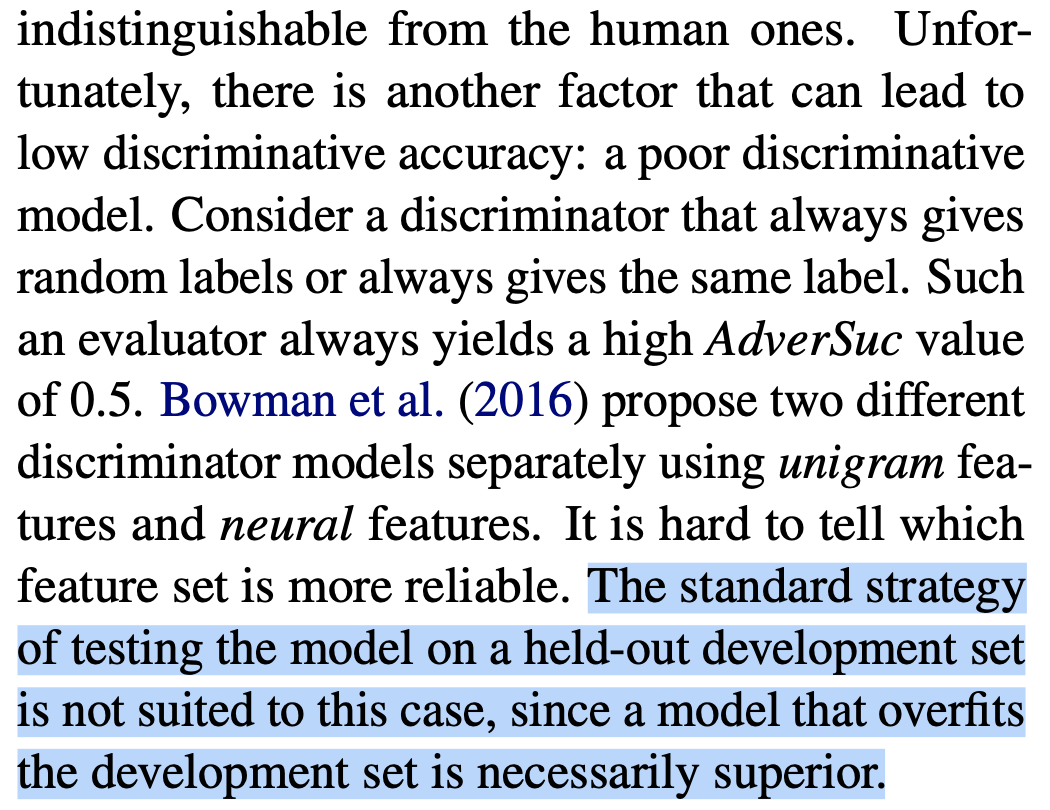 indistinguishable from the human ones. Unfor-
tunately, there is another factor that can lead to
low discriminative accuracy: a poor discriminative
model. Consider a discriminator that always gives
random labels or always gives the same label. Such
an evaluator always yields a high AdverSuc value
of 0.5. Bowman et al. (2016) propose two different
discriminator models separately using unigram fea-
tures and neural features. It is hard to tell which
feature set is more reliable. The standard strategy
of testing the model on a held-out development set
is not suited to this case, since a model that overfits
the development set is necessarily superior.